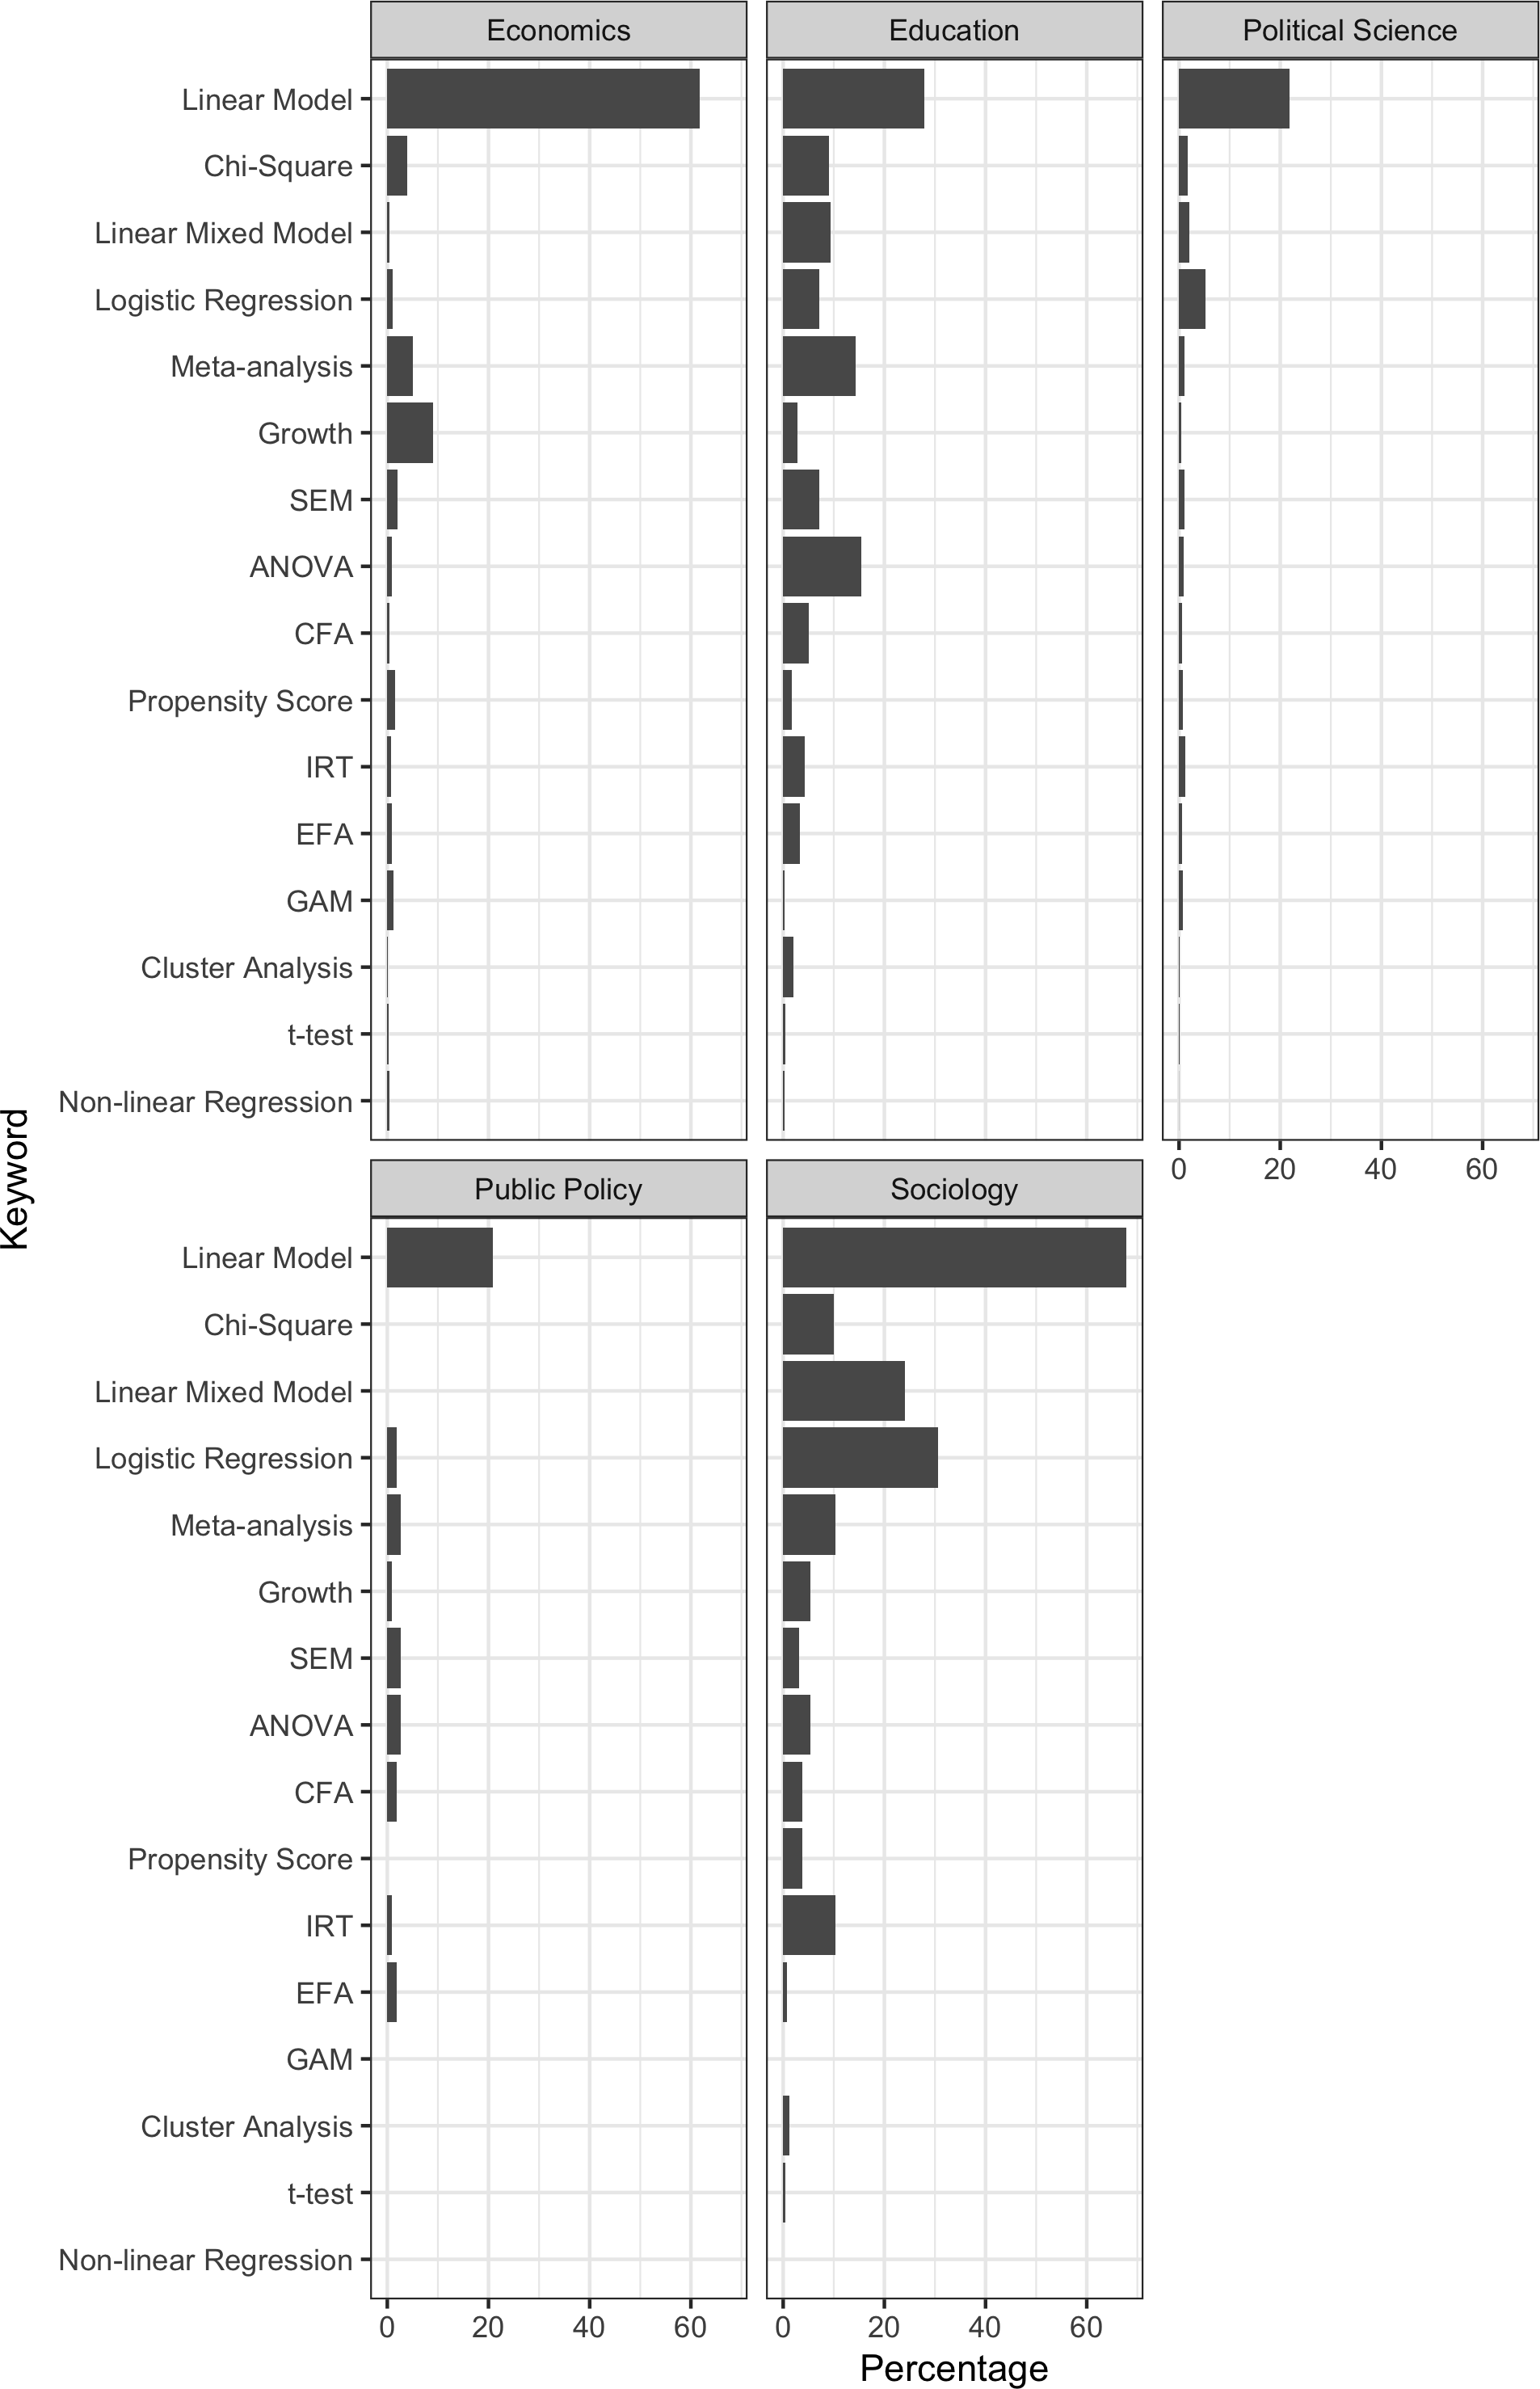 Economics
Education
Political Science
Linear Model
Chi-Square
Linear Mixed Model
Logistic Regression
Meta-analysis
Growth
SEM
ANOVA
CFA
Propensity Score
IRT
EFA
GAM
Cluster Analysis
t-test
Non-linear Regression
0 20 40 60
Keyword
Public Policy
Sociology
Linear Model
Chi-Square
Linear Mixed Model
Logistic Regression
Meta-analysis
Growth
SEM
ANOVA
CFA
Propensity Score
IRT
EFA
GAM
Cluster Analysis
t-test
Non-linear Regression
0 20 40 60
0 20 40 60
Percentage